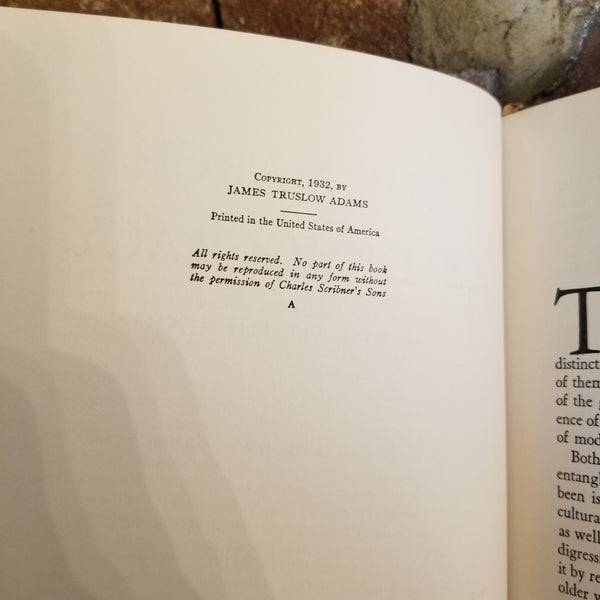 COPYRIGHT, 1932, BY
JAMES TRUSLOW ADAMS
Printed in the United States of America
All rights reserved. No part of this book
may be reproduced in any form without
the permission of Charles Scribner's Sons
A
T
distinct
of them
of the
ence of
of mod
Both
entangl
been is
cultura
as well
digress
it by re
older